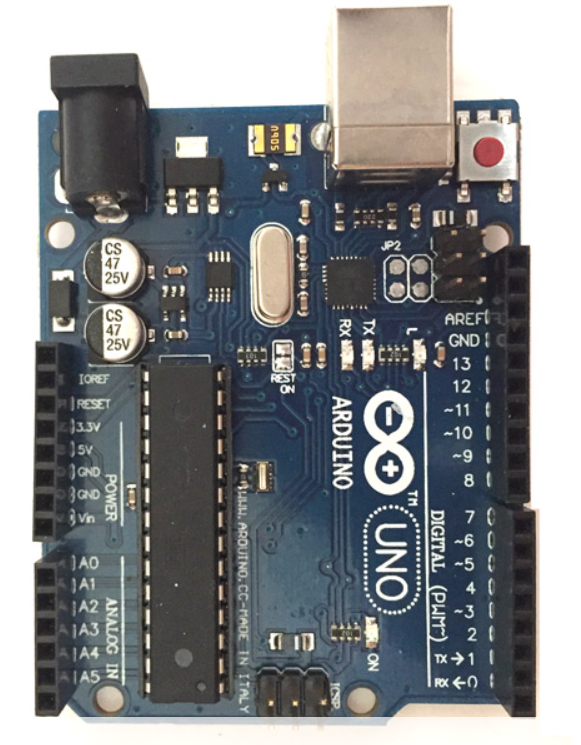 V905
CS
47
25V
CS
47
25V
JP2
RX
TX
L
REST
ON
IOREF
RESET
3.3V
5V
GND
GND
Vin
POWER
A0
A1
A2
A3
A4
A5
ANALOG IN
AREF
GND
13
12
~11
~10
~9
8
7
~6
~5
4
~3
2
TX→1
RX←0
DIGITAL (PWM~)
ARDUINO
TM
UNO
WWW.ARDUINO.CC-MADE IN ITALY
ON
ICSP